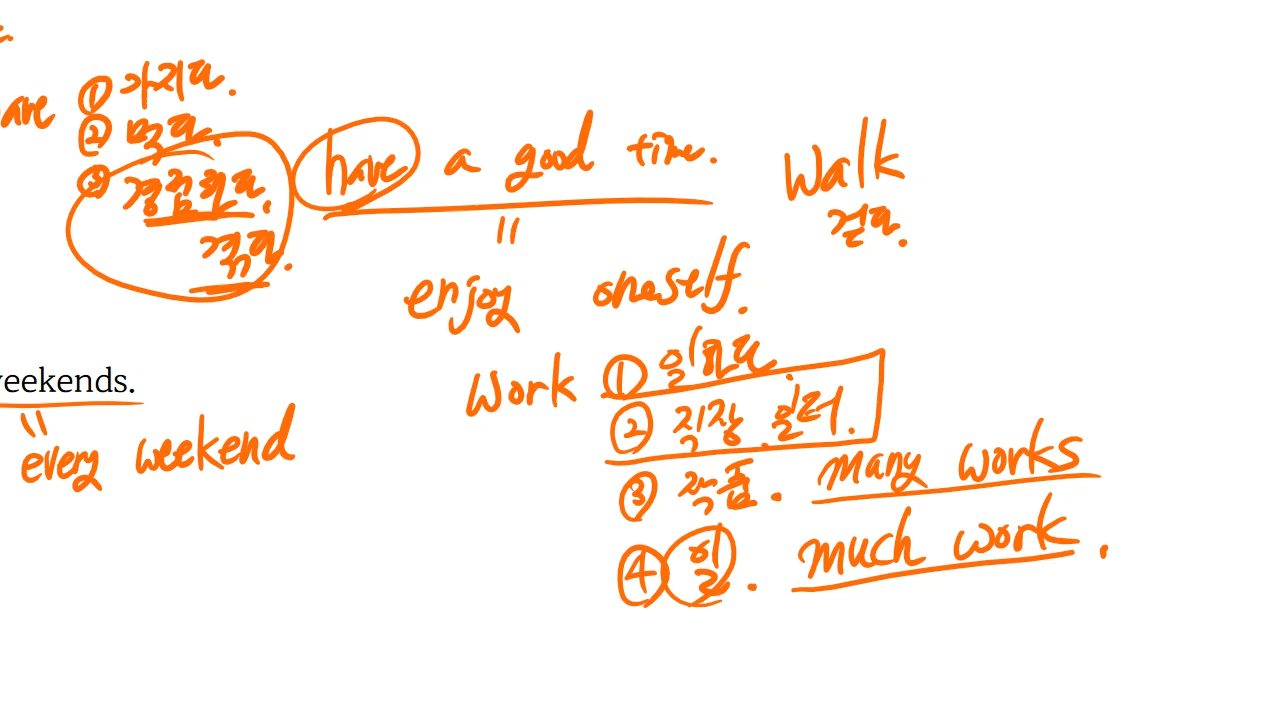 are ① 가지다.
② 먹다.
③ 경험하다.
겪다.
have a good time.
"
enjoy oneself.
walk
걷다.
weekends.
"
every weekend
work ① 일하다.
② 직장, 일터.
③ 작품. many works
④ 일. much work.